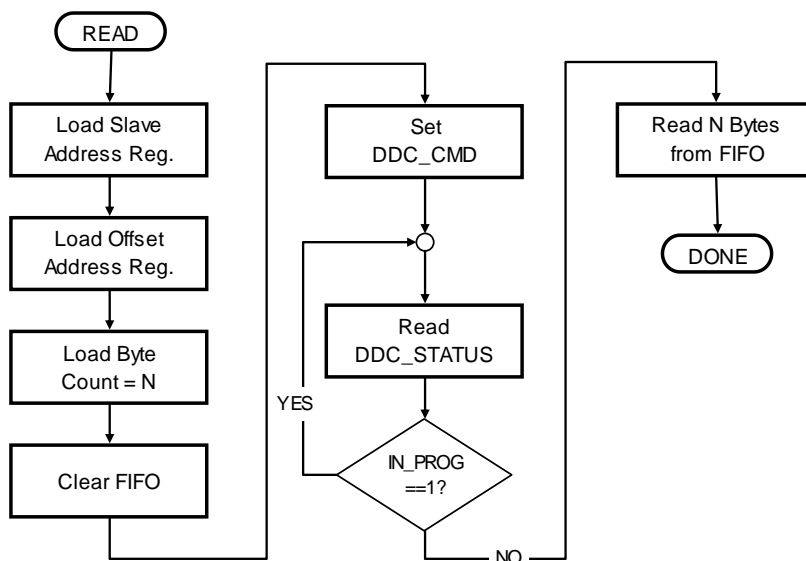 READ
Load Slave
Address Reg.
Load Offset
Address Reg.
Load Byte
Count = N
Clear FIFO
Set
DDC_CMD
Read
DDC_STATUS
YES
IN_PROG
==1?
NO
Read N Bytes
from FIFO
DONE